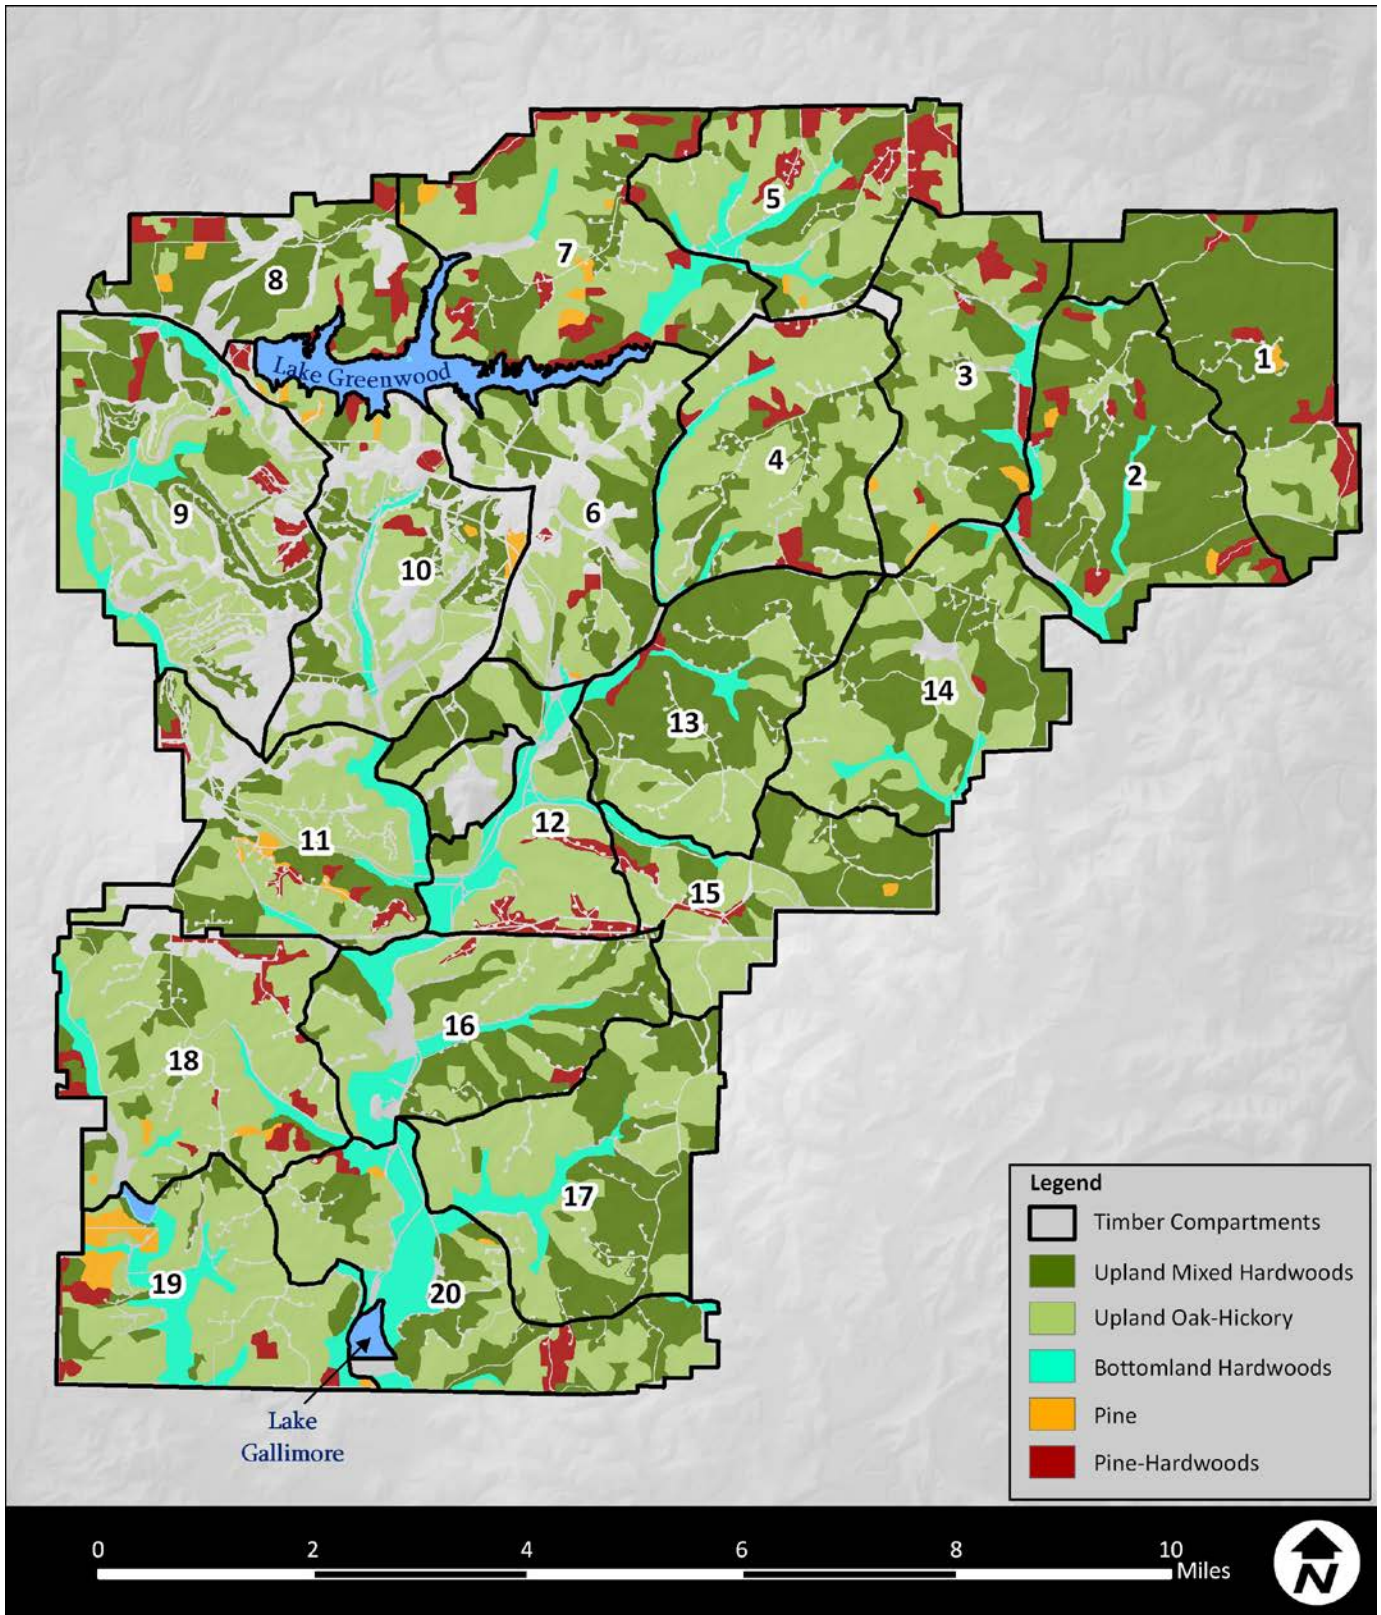 5
7
8
Lake Greenwood
1
3
4
2
9
6
10
14
13
12
11
15
16
18
17
19
20
Lake
Gallimore
Legend
Timber Compartments
Upland Mixed Hardwoods
Upland Oak-Hickory
Bottomland Hardwoods
Pine
Pine-Hardwoods
0 2 4 6 8 10
Miles
N